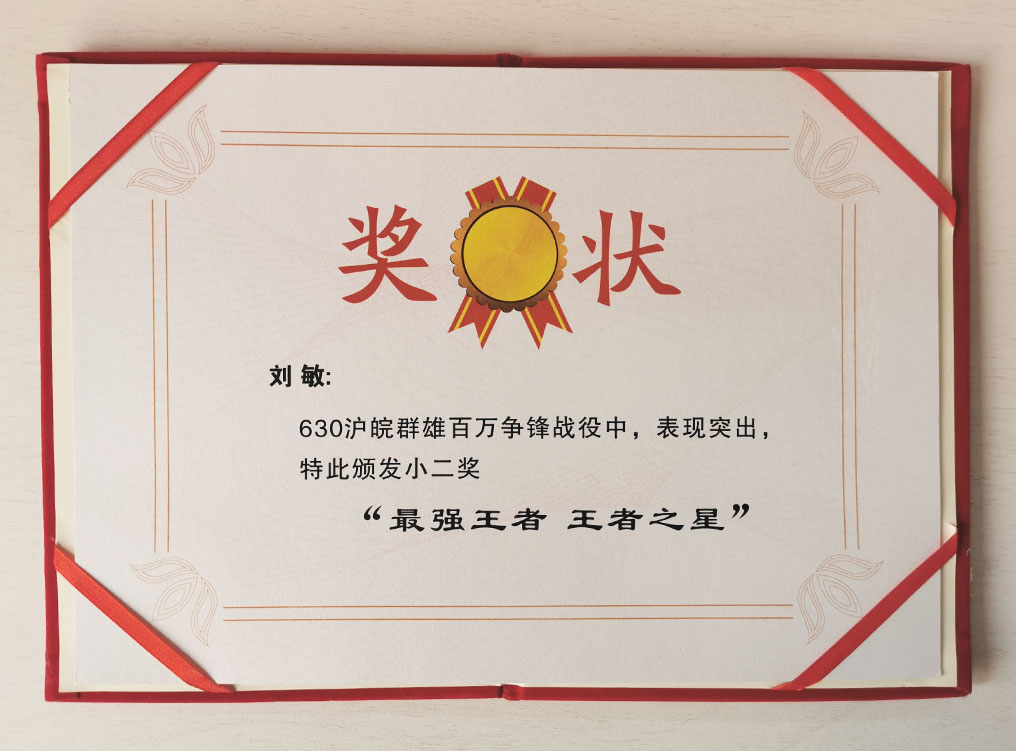 奖状
刘 敏:
630沪皖群雄百万争锋战役中，表现突出，
特此颁发小二奖
“最强王者 王者之星”